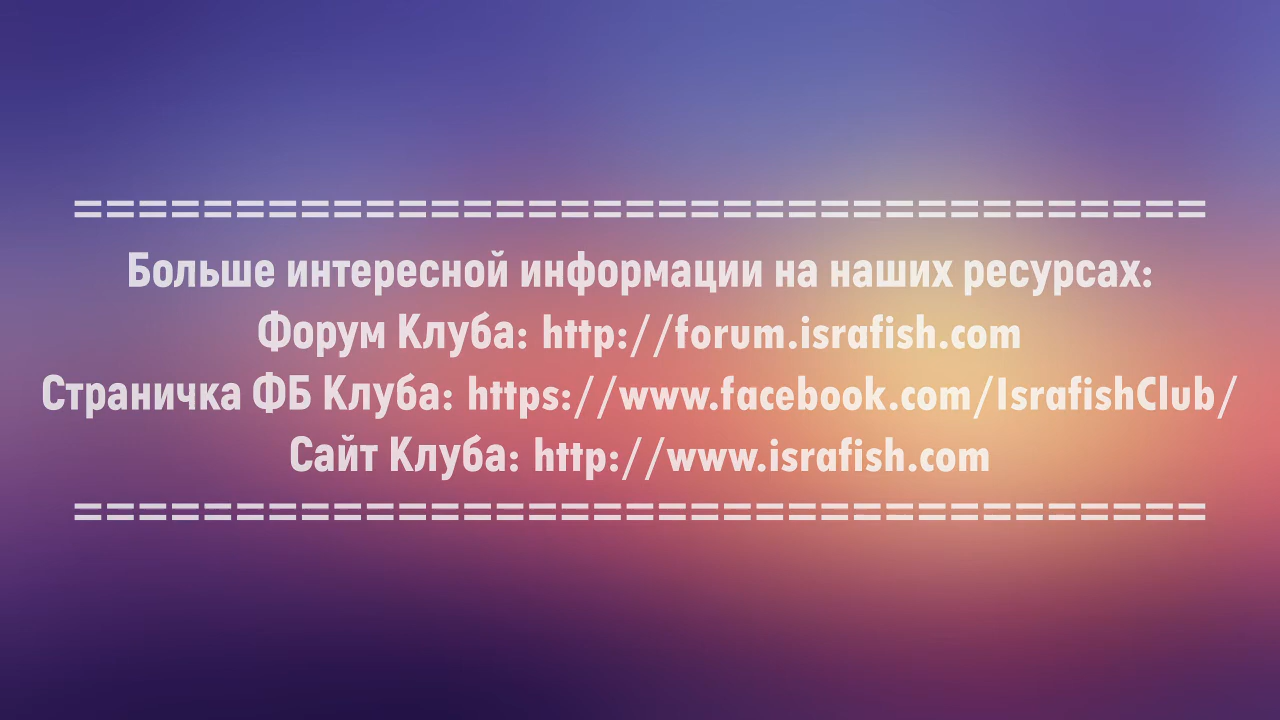 ===================================
Больше интересной информации на наших ресурсах:
Форум Клуба: http://forum.israfish.com
Страничка ФБ Клуба: https://www.facebook.com/IsrafishClub/
Сайт Клуба: http://www.israfish.com
===================================